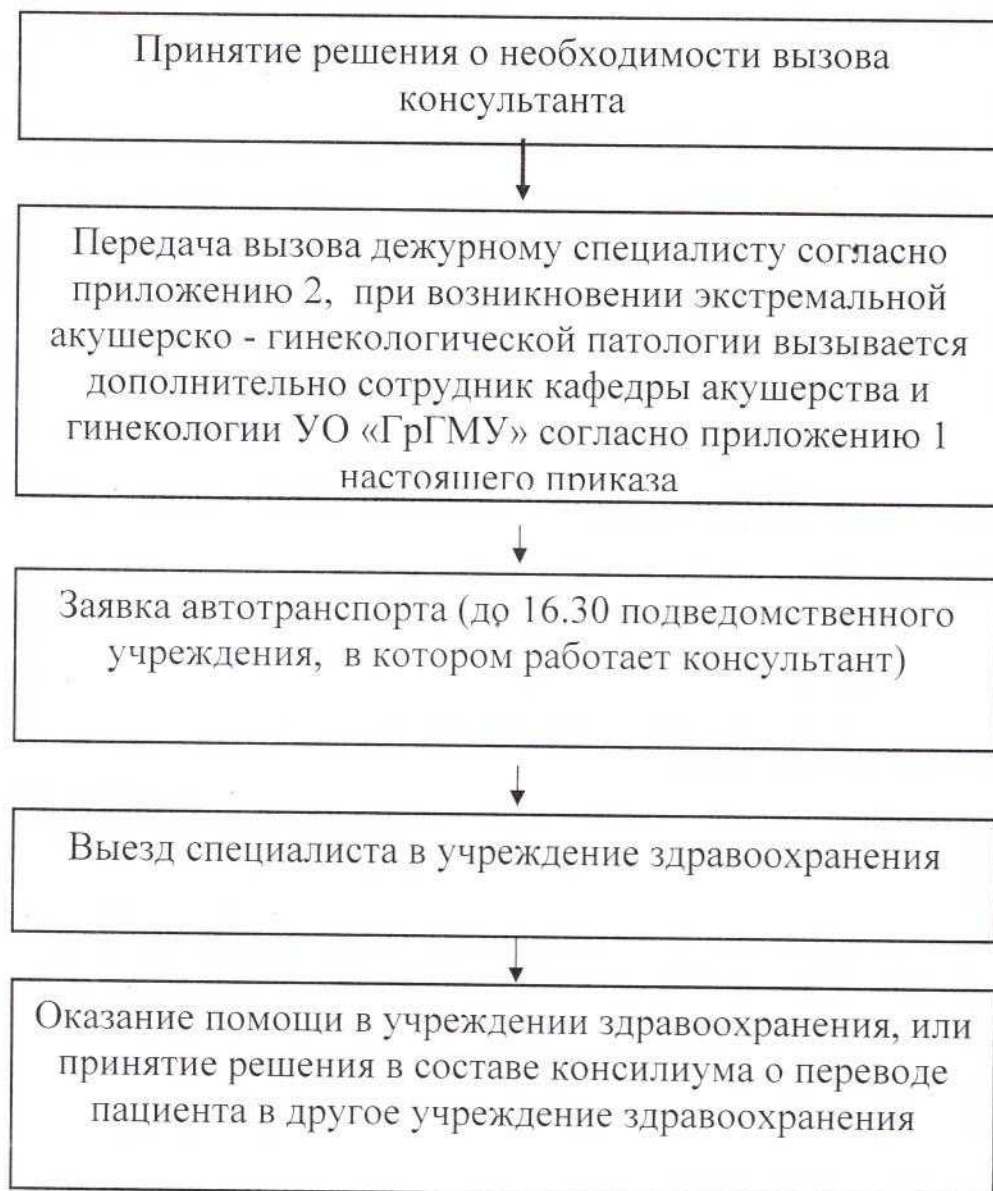 Принятие решения о необходимости вызова
консультанта
Передача вызова дежурному специалисту согласно
приложению 2, при возникновении экстремальной
акушерско - гинекологической патологии вызывается
дополнительно сотрудник кафедры акушерства и
гинекологии УО «ГрГМУ» согласно приложению 1
настоящего приказа
Заявка автотранспорта (до 16.30 подведомственного
учреждения, в котором работает консультант)
Выезд специалиста в учреждение здравоохранения
Оказание помощи в учреждении здравоохранения, или
принятие решения в составе консилиума о переводе
пациента в другое учреждение здравоохранения